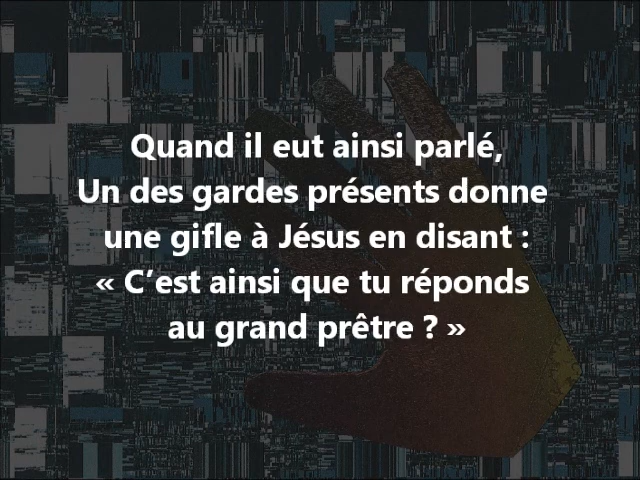 Quand il eut ainsi parlé,
Un des gardes présents donne
une gifle à Jésus en disant :
« C’est ainsi que tu réponds
au grand prêtre ? »